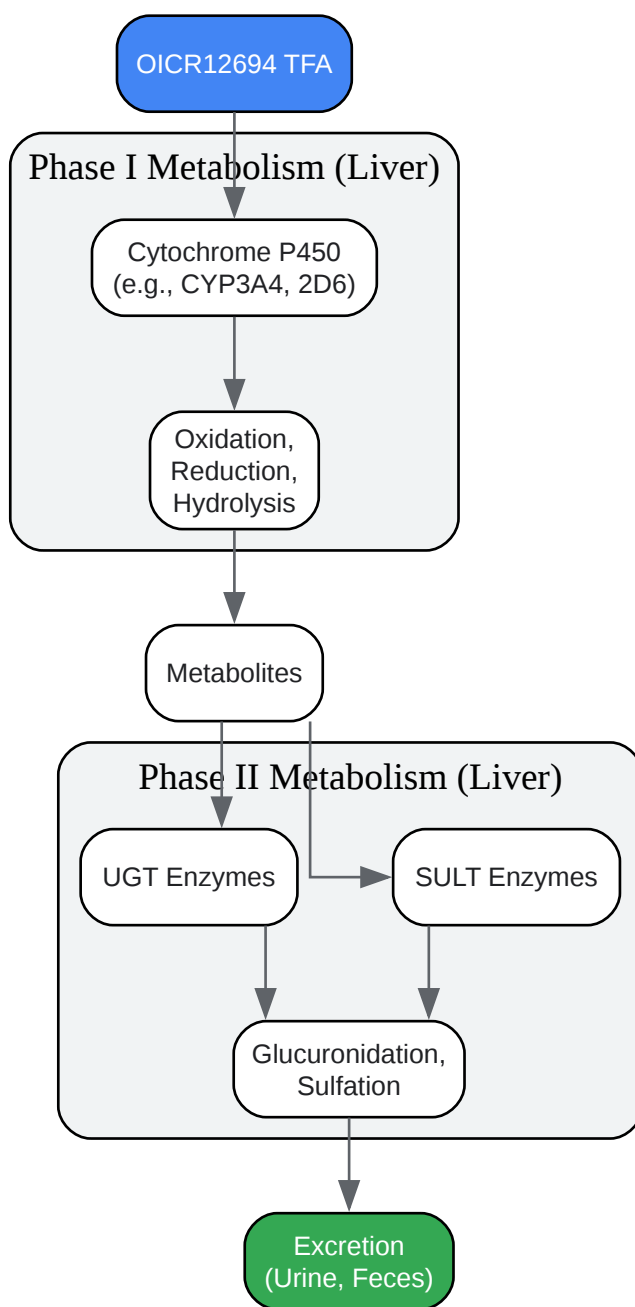 OICR12694 TFA
Phase I Metabolism (Liver)
Cytochrome P450
(e.g., CYP3A4, 2D6)
Oxidation,
Reduction,
Hydrolysis
Metabolites
Phase II Metabolism (Liver)
UGT Enzymes
SULT Enzymes
Glucuronidation,
Sulfation
Excretion
(Urine, Feces)